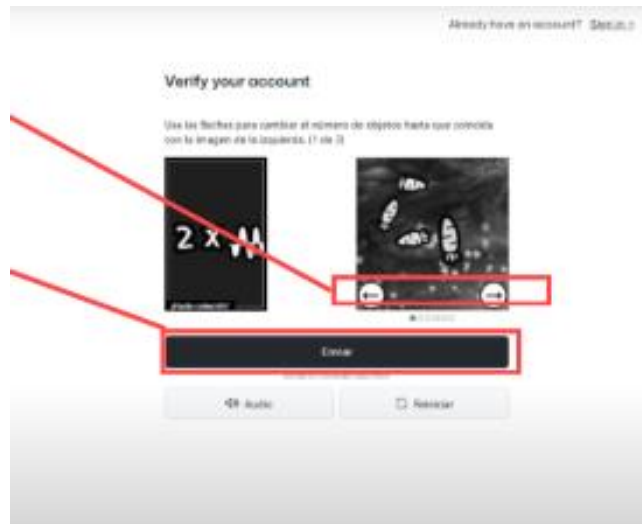 Already have an account? Sign in →
Verify your account
Use las flechas para cambiar el número de objetos hasta que coincida
con la imagen de la izquierda. (1 de 3)
2 x
Enviar
Audio
Reiniciar